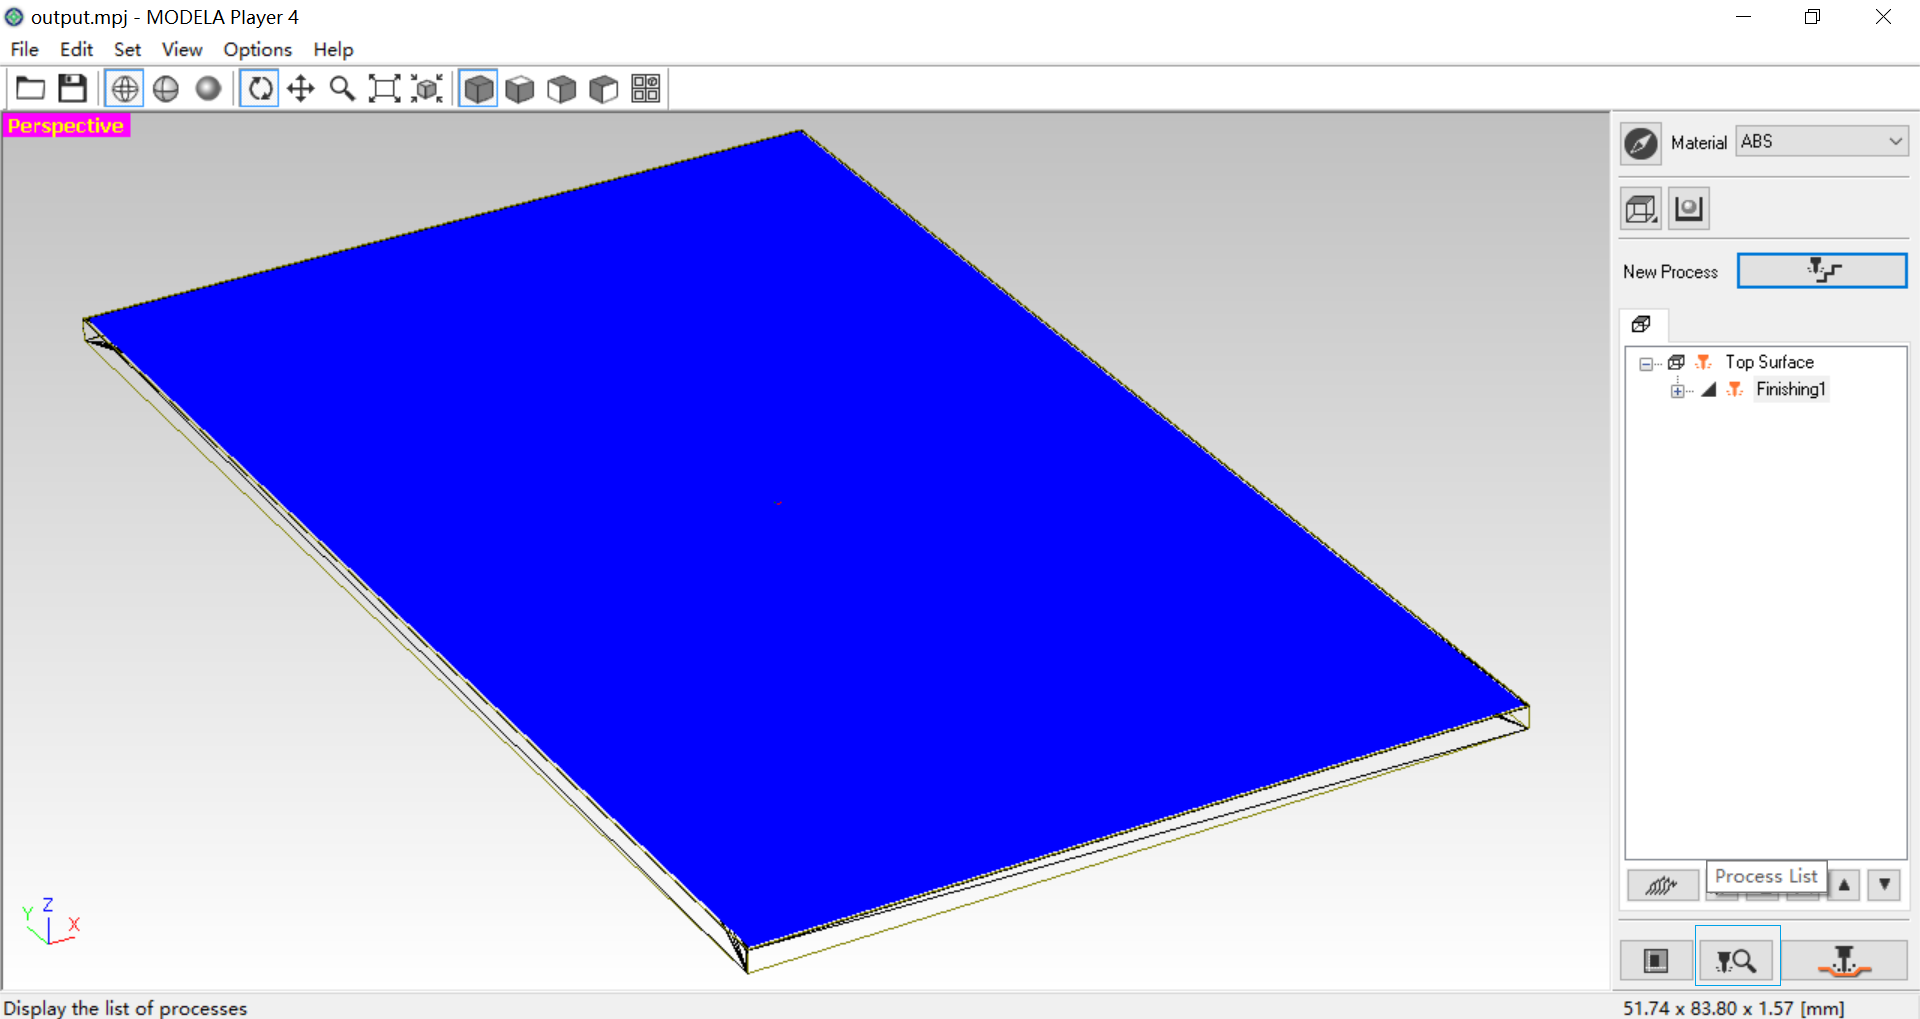 output.mpj - MODELA Player 4
File Edit Set View Options Help
Perspective
Material ABS
New Process
Top Surface
Finishing1
Process List
Z
Y
X
Display the list of processes
51.74 x 83.80 x 1.57 [mm]